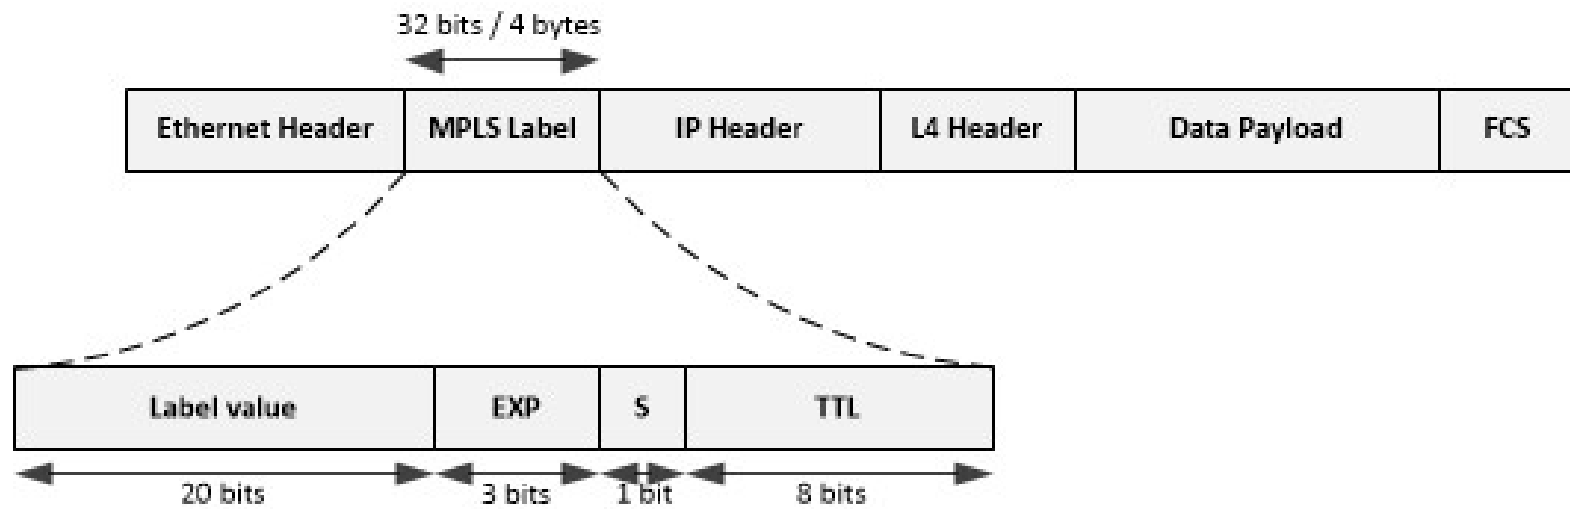 32 bits / 4 bytes
Ethernet Header MPLS Label IP Header L4 Header Data Payload FCS
Label value EXP S TTL
20 bits 3 bits 1 bit 8 bits